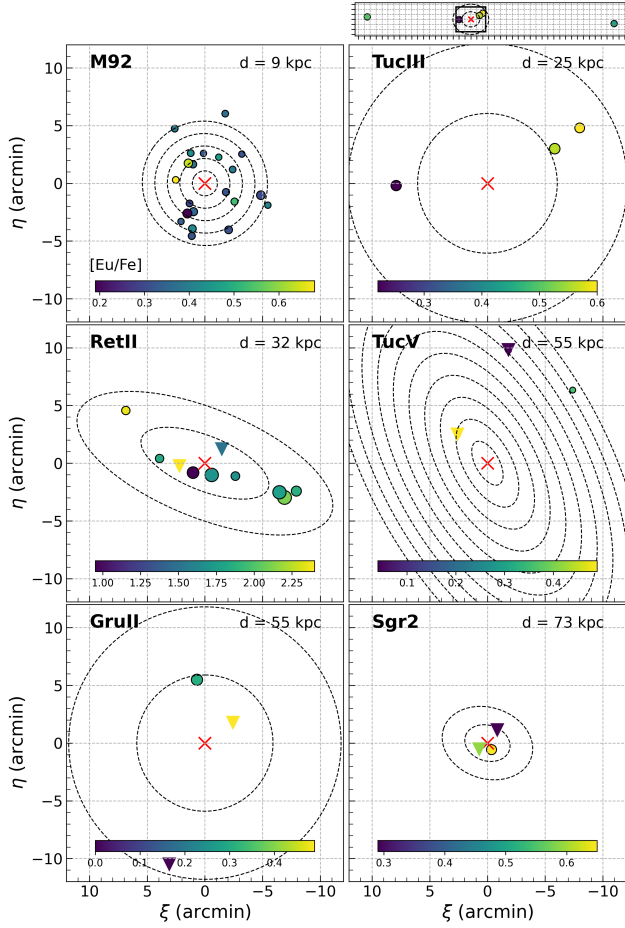 M92 d = 9 kpc
TucIII d = 25 kpc
10
5
0
−5
−10
η (arcmin)
[Eu/Fe]
0.2 0.3 0.4 0.5 0.6
0.3 0.4 0.5 0.6
RetII d = 32 kpc
TucV d = 55 kpc
10
5
0
−5
−10
η (arcmin)
1.00 1.25 1.50 1.75 2.00 2.25
0.1 0.2 0.3 0.4
GruII d = 55 kpc
Sgr2 d = 73 kpc
10
5
0
−5
−10
η (arcmin)
0.0 0.1 0.2 0.3 0.4
0.3 0.4 0.5 0.6
10 5 0 −5 −10
10 5 0 −5 −10
ξ (arcmin)
ξ (arcmin)